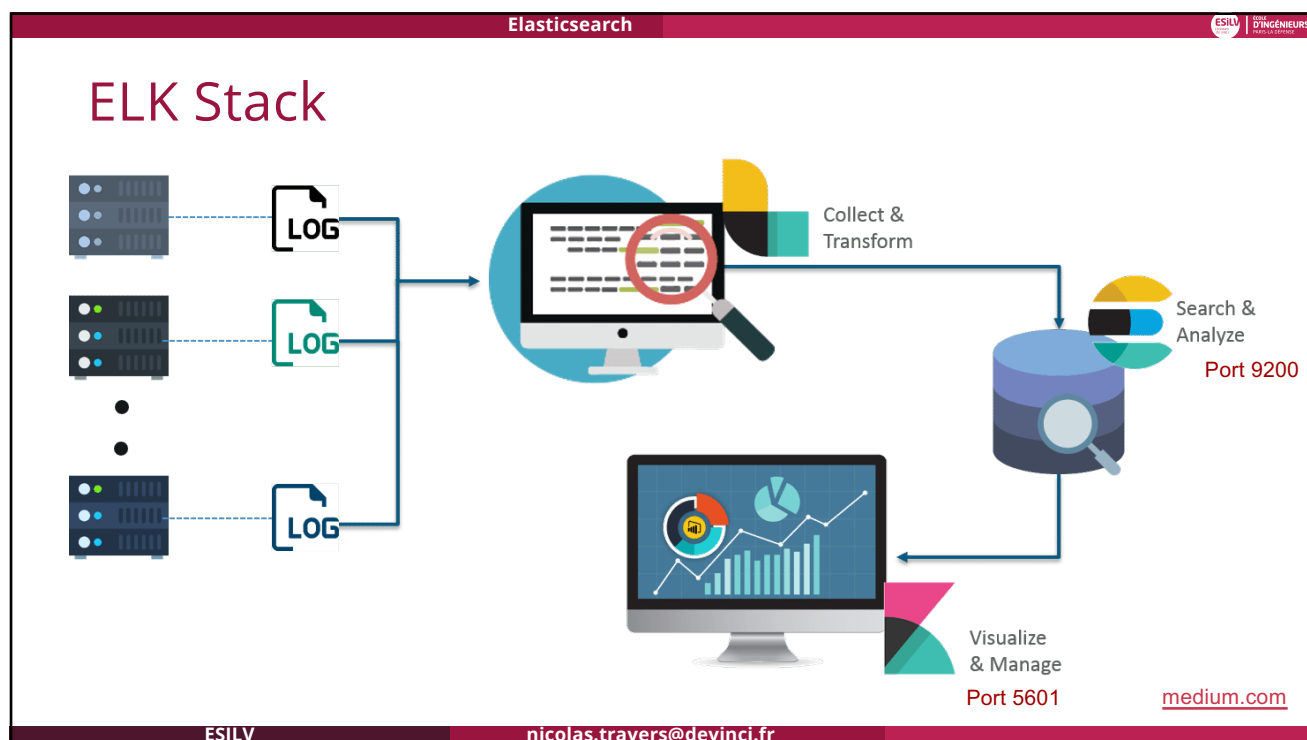 Elasticsearch
ESILV
ÉCOLE
D'INGÉNIEURS
PARIS-LA DÉFENSE
ELK Stack
LOG
Collect &
Transform
LOG
Search &
Analyze
Port 9200
LOG
Visualize
& Manage
Port 5601
medium.com
ESILV
nicolas.travers@devinci.fr